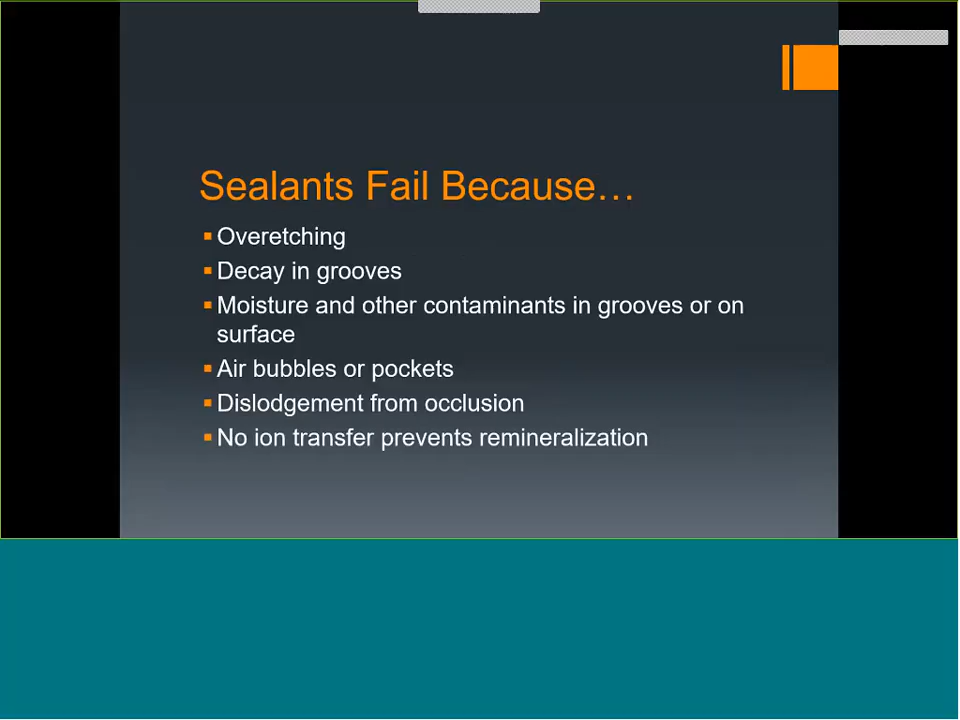 Sealants Fail Because…
Overetching
Decay in grooves
Moisture and other contaminants in grooves or on
surface
Air bubbles or pockets
Dislodgement from occlusion
No ion transfer prevents remineralization